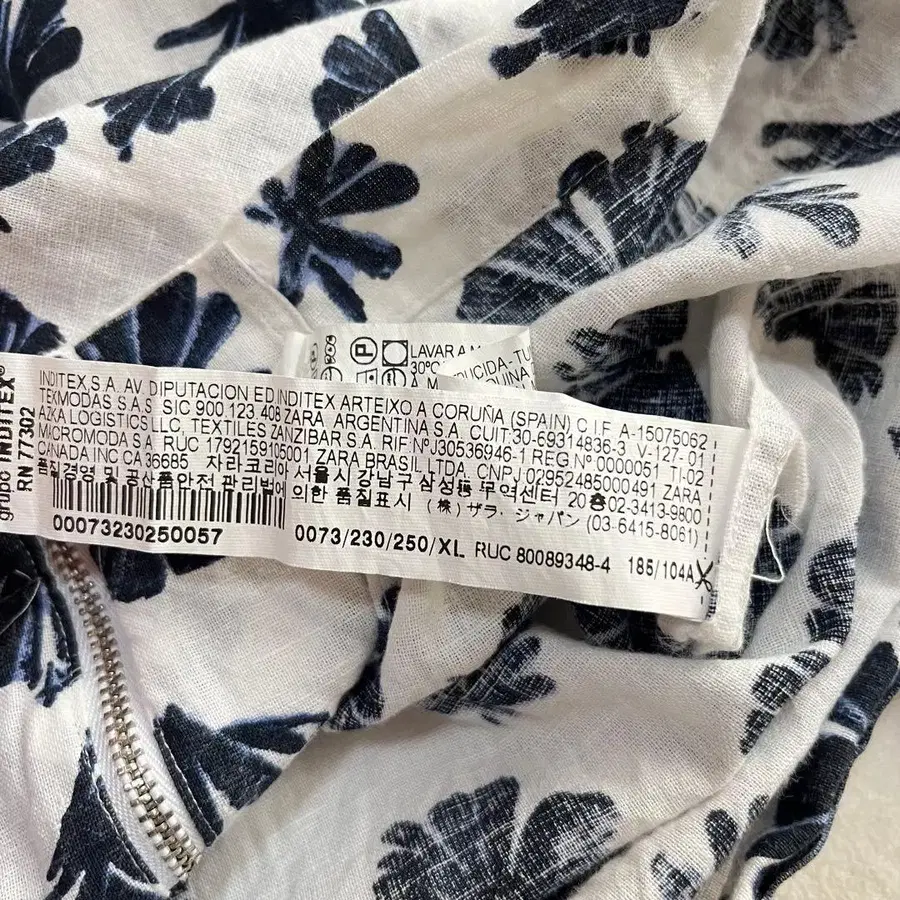 LAVAR A M
30ºC
A M
RUCIDA-TU
QUINA
P
grupo INDITEX®
RN 77302
INDITEX,S.A. AV. DIPUTACION ED.INDITEX ARTEIXO A CORUÑA (SPAIN) C.I.F. A-15075062
TEKMODAS S.A.S SIC 900.123.408 ZARA ARGENTINA S.A. CUIT:30-69314836-3 V-127-01
AZKA LOGISTICS LLC, TEXTILES ZANZIBAR S.A. RIF.Nº J30536946-1 REG.Nº 0000051 TI-02
MICROMODA S.A. RUC 1792159105001 ZARA BRASIL LTDA. CNPJ 02952485000491 ZARA
CANADA INC CA 36685 자라코리아 서울시 강남구 삼성동 무역센터 20층 02-3413-9800
품질경영 및 공산품안전 관리법에 의한 품질표시 (株) ザラ・ジャパン (03-6415-8061)
00073230250057 0073/230/250/XL RUC 80089348-4 185/104A